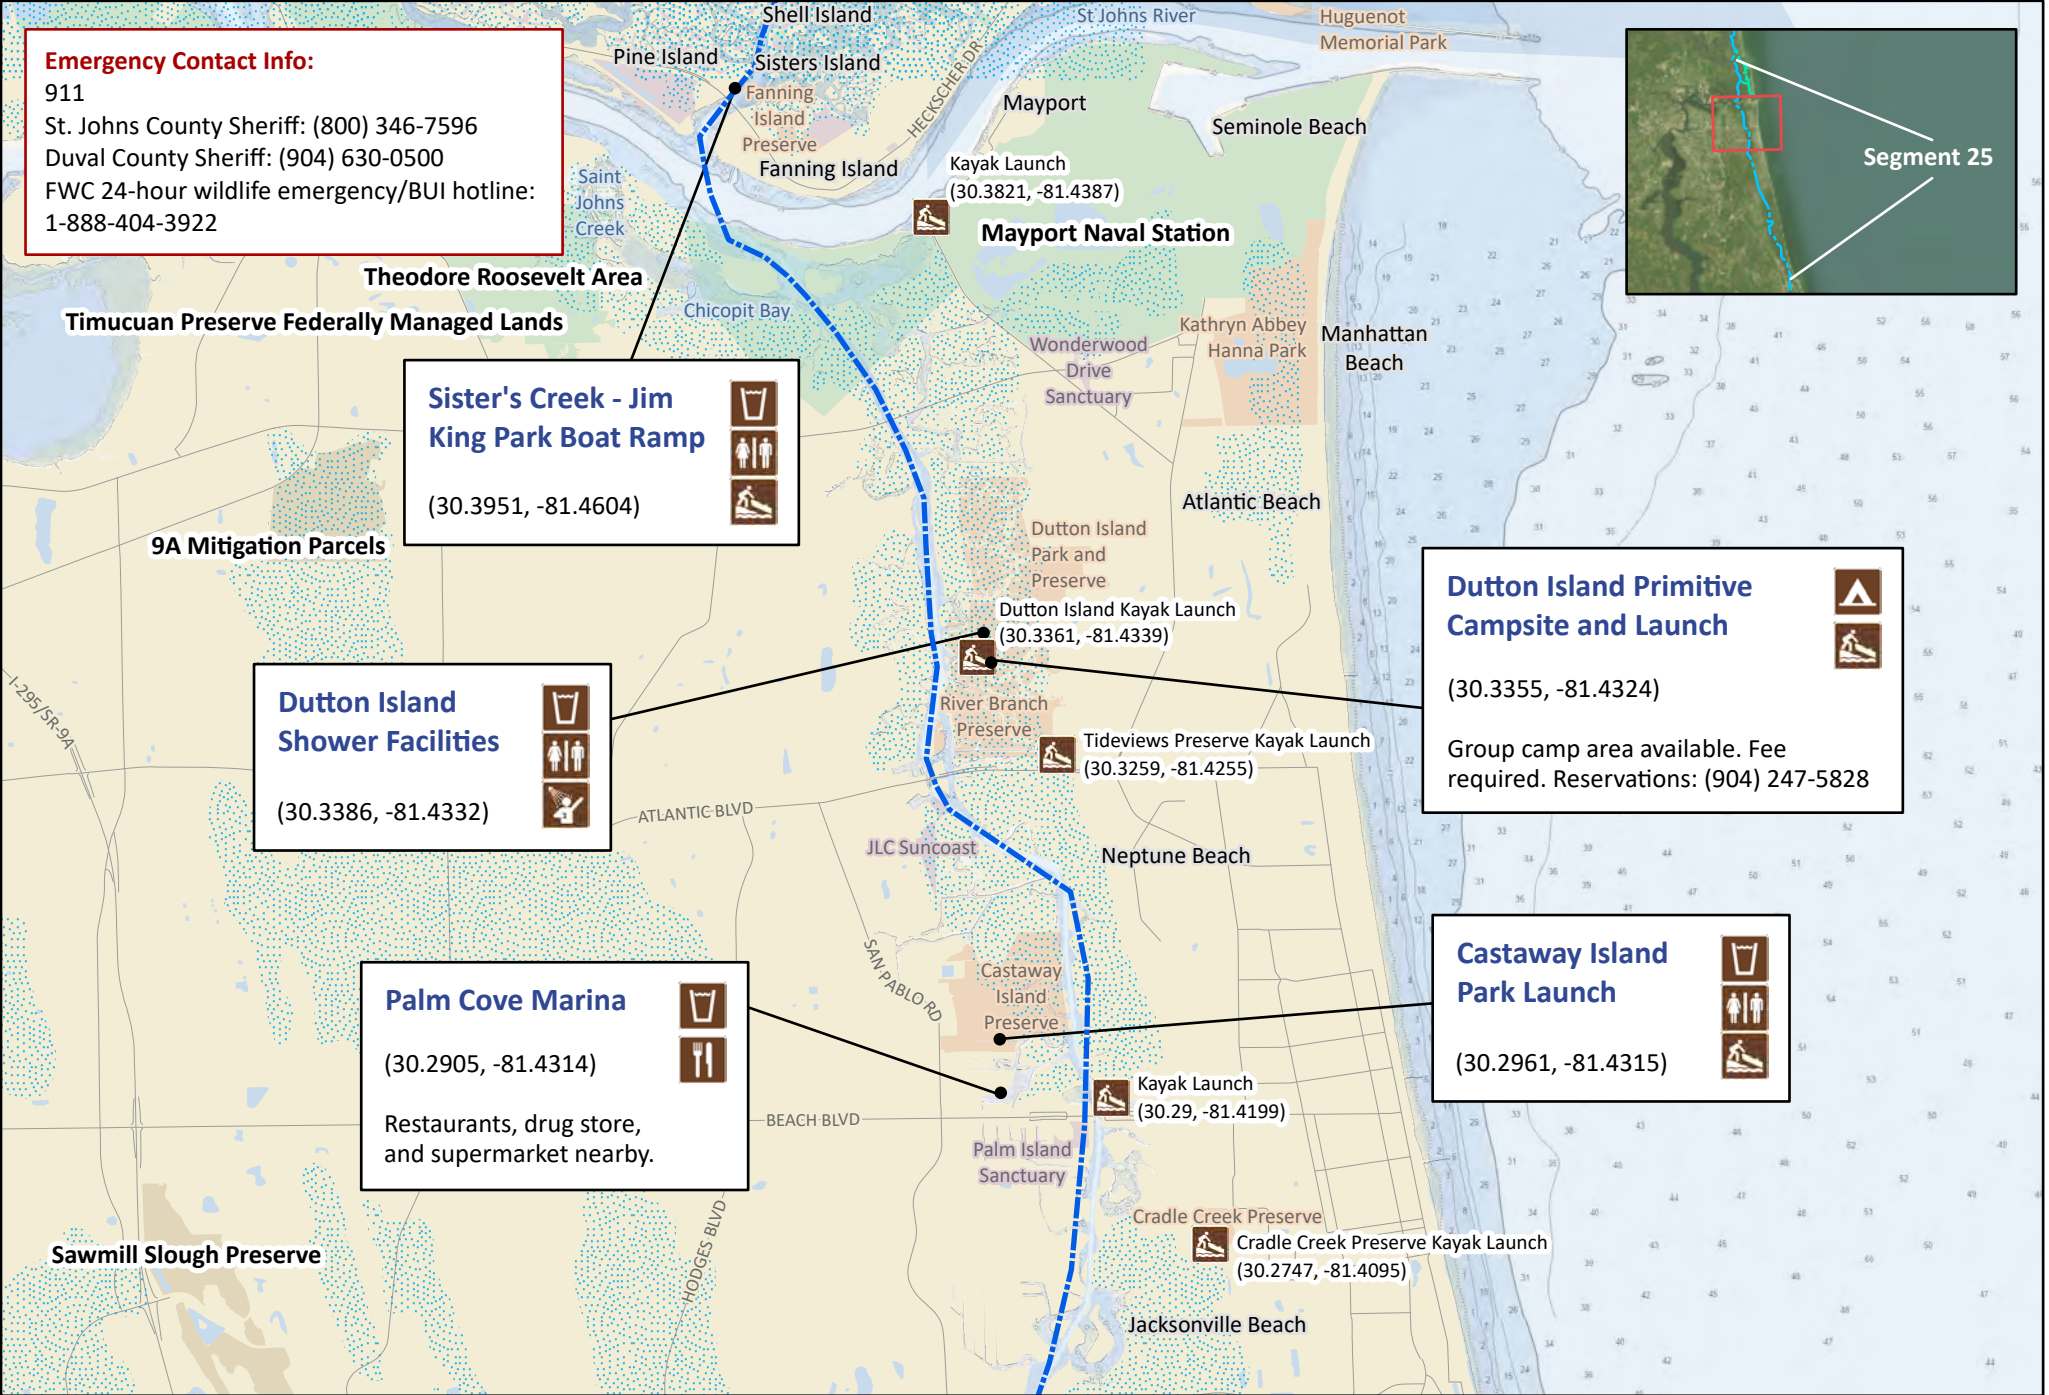 Emergency Contact Info:
911
St. Johns County Sheriff: (800) 346-7596
Duval County Sheriff: (904) 630-0500
FWC 24-hour wildlife emergency/BUI hotline:
1-888-404-3922
Shell Island
Pine Island
Sisters Island
Fanning
Island
Preserve
Fanning Island
St Johns River
HECKSCHER DR
Huguenot
Memorial Park
Mayport
Seminole Beach
Segment 25
Kayak Launch
(30.3821, -81.4387)
Mayport Naval Station
Saint
Johns
Creek
Theodore Roosevelt Area
Timucuan Preserve Federally Managed Lands
Chicopit Bay
Wonderwood
Drive
Sanctuary
Kathryn Abbey
Hanna Park
Manhattan
Beach
Sister's Creek - Jim
King Park Boat Ramp
(30.3951, -81.4604)
9A Mitigation Parcels
Atlantic Beach
Dutton Island
Park and
Preserve
Dutton Island Kayak Launch
(30.3361, -81.4339)
Dutton Island Primitive
Campsite and Launch
(30.3355, -81.4324)
Group camp area available. Fee
required. Reservations: (904) 247-5828
I-295/SR-9A
Dutton Island
Shower Facilities
(30.3386, -81.4332)
River Branch
Preserve
Tideviews Preserve Kayak Launch
(30.3259, -81.4255)
ATLANTIC BLVD
JLC Suncoast
Neptune Beach
SAN PABLO RD
Castaway
Island
Preserve
Castaway Island
Park Launch
(30.2961, -81.4315)
Palm Cove Marina
(30.2905, -81.4314)
Restaurants, drug store,
and supermarket nearby.
Kayak Launch
(30.29, -81.4199)
BEACH BLVD
Palm Island
Sanctuary
HODGES BLVD
Cradle Creek Preserve
Cradle Creek Preserve Kayak Launch
(30.2747, -81.4095)
Sawmill Slough Preserve
Jacksonville Beach